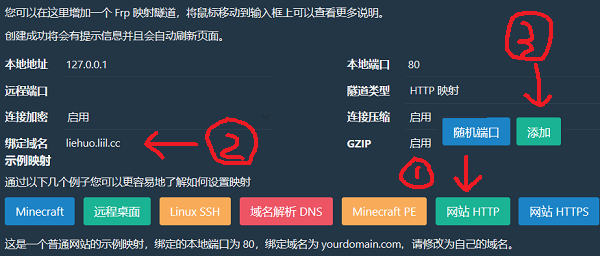 您可以在这里增加一个 Frp 映射隧道，将鼠标移动到输入框上可以查看更多说明。
创建成功将会有提示信息并且会自动刷新页面。
本地地址 127.0.0.1 本地端口 80
远程端口 隧道类型 HTTP 映射
连接加密 启用 连接压缩 启用
随机端口 添加
绑定域名 liehuo.liil.cc GZIP 启用
示例映射
通过以下几个例子您可以更容易地了解如何设置映射
Minecraft 远程桌面 Linux SSH 域名解析 DNS Minecraft PE 网站 HTTP 网站 HTTPS
这是一个普通网站的示例映射，绑定的本地端口为 80，绑定域名为 yourdomain.com，请修改为自己的域名。
3
2
1